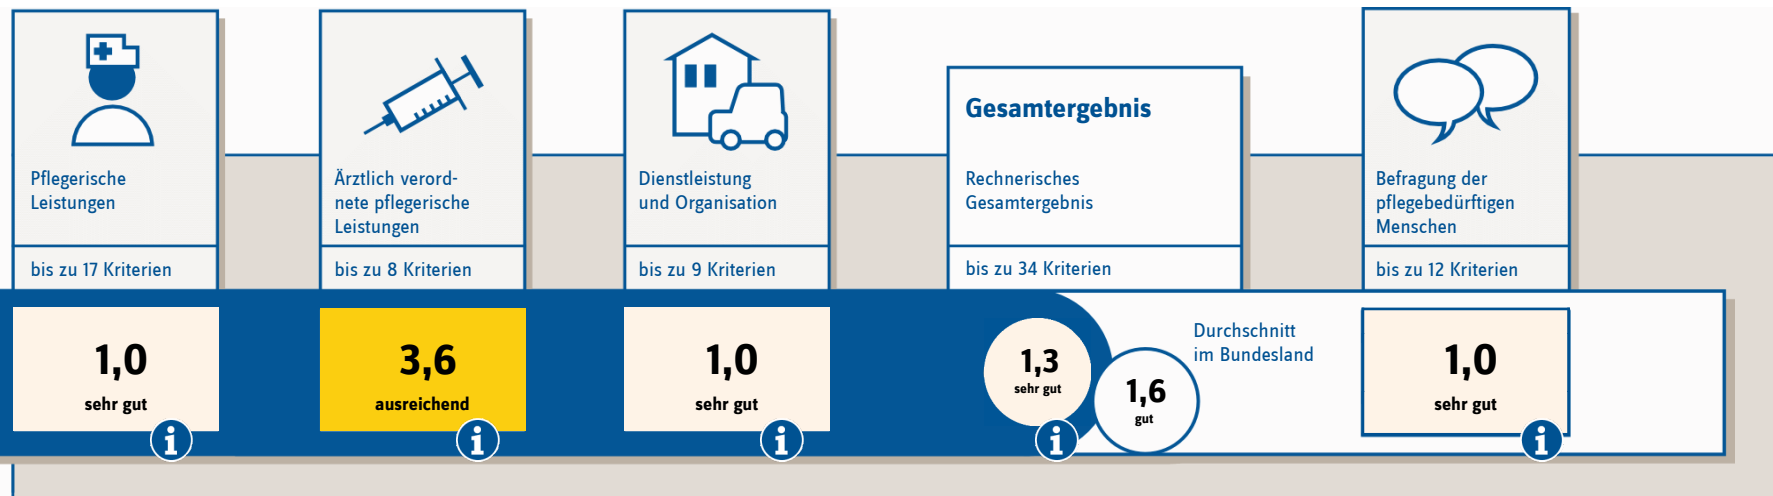 Pflegerische
Leistungen
bis zu 17 Kriterien
1,0
sehr gut
i
Ärztlich verord-
nete pflegerische
Leistungen
bis zu 8 Kriterien
3,6
ausreichend
i
Dienstleistung
und Organisation
bis zu 9 Kriterien
1,0
sehr gut
i
Gesamtergebnis
Rechnerisches
Gesamtergebnis
bis zu 34 Kriterien
1,3
sehr gut
i
Durchschnitt
im Bundesland
1,6
gut
Befragung der
pflegebedürftigen
Menschen
bis zu 12 Kriterien
1,0
sehr gut
i